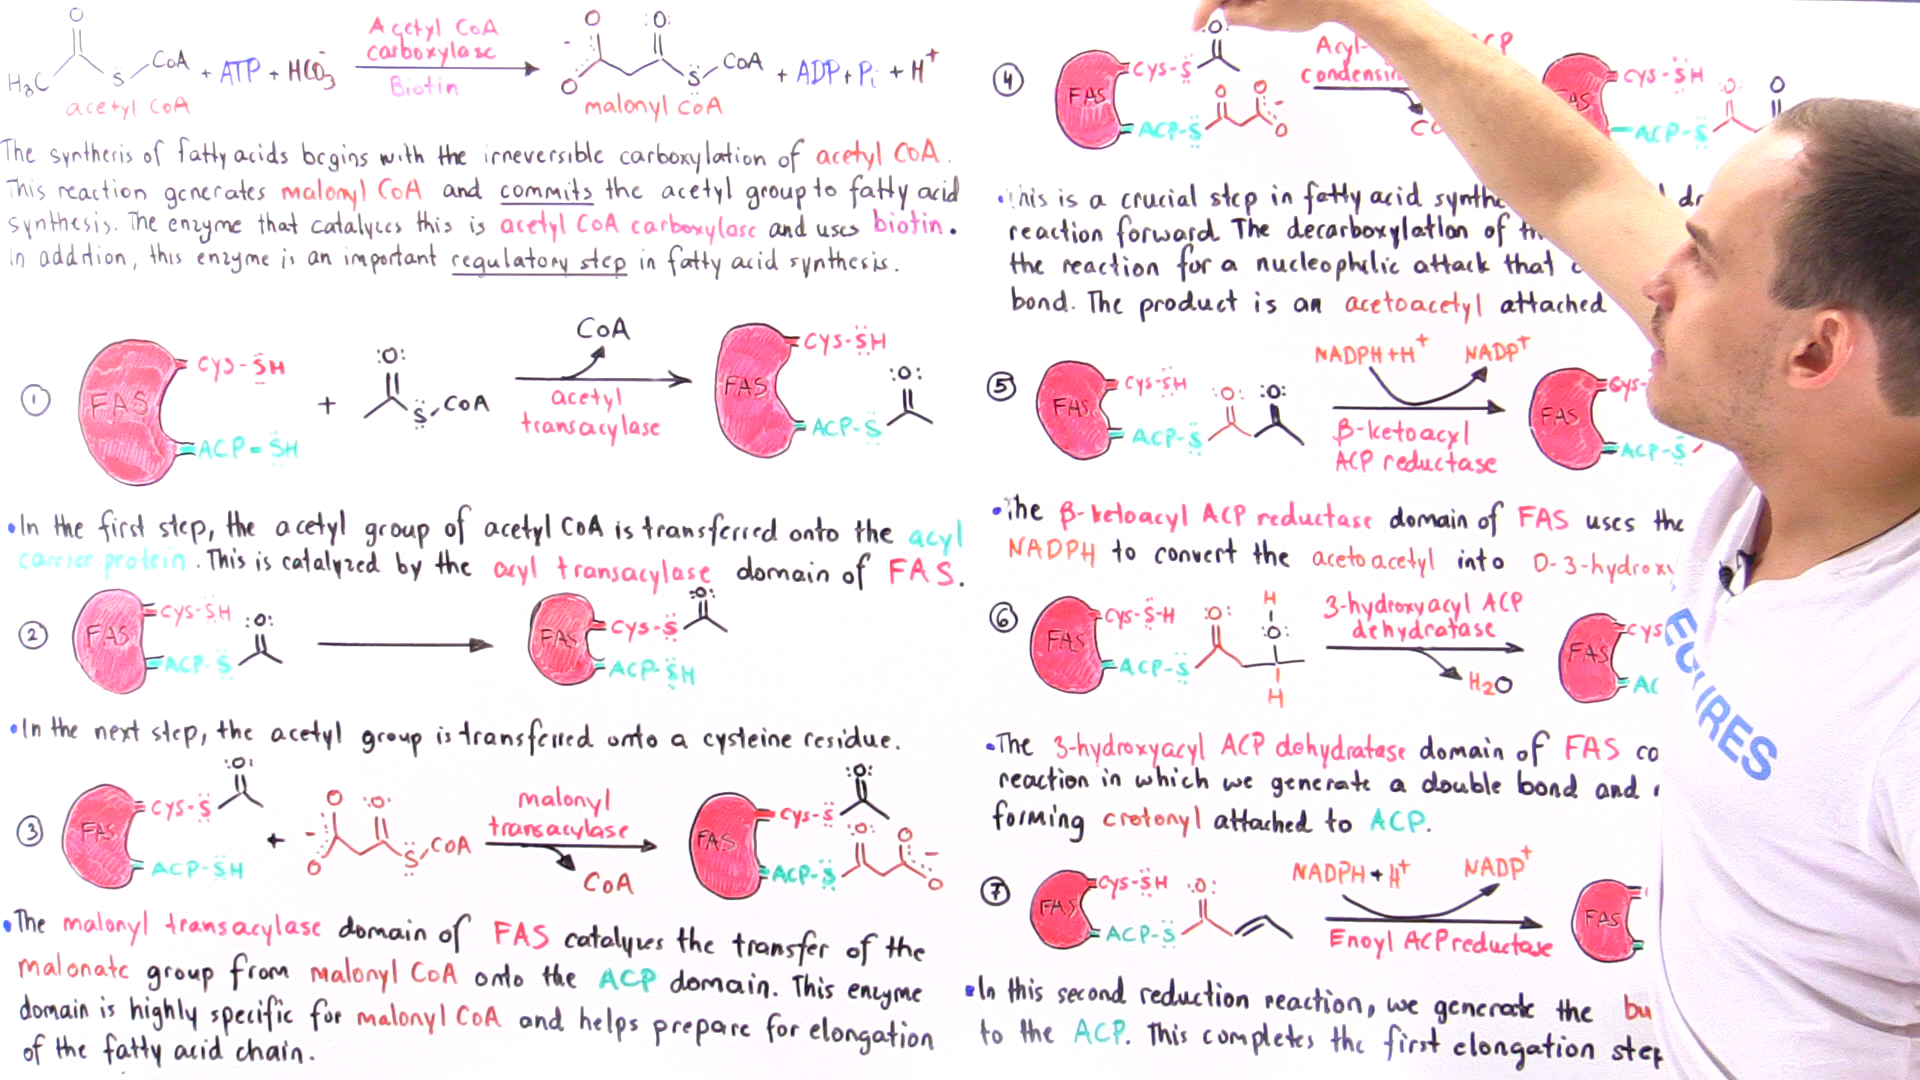 O
H₃C S CoA + ATP + HCO₃⁻
acetyl CoA
Acetyl CoA
carboxylase
Biotin
O :O:
O S CoA + ADP + Pi + H⁺
malonyl CoA
The synthesis of fatty acids begins with the irreversible carboxylation of acetyl CoA.
This reaction generates malonyl CoA and commits the acetyl group to fatty acid
synthesis. The enzyme that catalyzes this is acetyl CoA carboxylase and uses biotin.
In addition, this enzyme is an important regulatory step in fatty acid synthesis.
① FAS CYS-SH ACP-SH + :O: S CoA
CoA
acetyl
transacylase
FAS CYS-SH ACP-S :O:
•In the first step, the acetyl group of acetyl CoA is transferred onto the acyl
carrier protein. This is catalyzed by the acyl transacylase domain of FAS.
② FAS CYS-SH ACP-S :O:
FAS CYS-S :O: ACP-SH
•In the next step, the acetyl group is transferred onto a cysteine residue.
③ FAS CYS-S :O: ACP-SH + O :O: O S CoA
malonyl
transacylase
CoA
FAS CYS-S :O: ACP-S :O: O O
•The malonyl transacylase domain of FAS catalyzes the transfer of the
malonate group from malonyl CoA onto the ACP domain. This enzyme
domain is highly specific for malonyl CoA and helps prepare for elongation
of the fatty acid chain.
④ FAS CYS-S :O: ACP-S O O O
Acyl-
condensin
CYS-SH ACP-S O O
•This is a crucial step in fatty acid
reaction forward. The decarboxylation of
the reaction for a nucleophilic attack that
bond. The product is an acetoacetyl attached
⑤ FAS CYS-SH ACP-S :O: :O:
NADPH + H⁺ NADP⁺
β-ketoacyl
ACP reductase
FAS Cys- ACP-S
•The β-ketoacyl ACP reductase domain of FAS uses the
NADPH to convert the acetoacetyl into D-3-hydroxy
⑥ FAS CYS-S-H ACP-S :O: H :O: H
3-hydroxyacyl ACP
dehydratase
H₂O
FAS CYS AC
•The 3-hydroxyacyl ACP dehydratase domain of FAS co
reaction in which we generate a double bond and
forming crotonyl attached to ACP.
⑦ FAS CYS-SH ACP-S :O:
NADPH + H⁺ NADP⁺
Enoyl ACP reductase
FAS
•In this second reduction reaction, we generate the bu
to the ACP. This completes the first elongation step
ECTURES